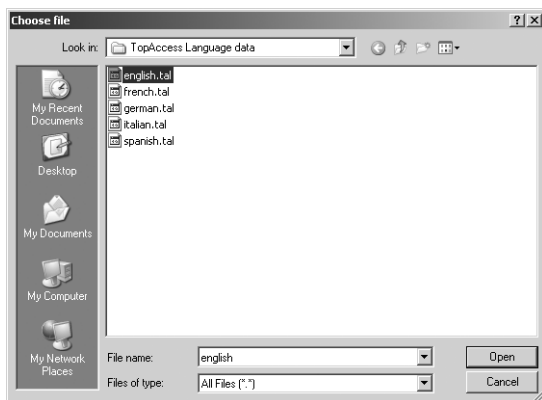 Choose file
Look in:
TopAccess Language data
english.tal
french.tal
german.tal
italian.tal
spanish.tal
My Recent
Documents
Desktop
My Documents
My Computer
My Network
Places
File name:
english
Open
Files of type:
All Files (*.*)
Cancel